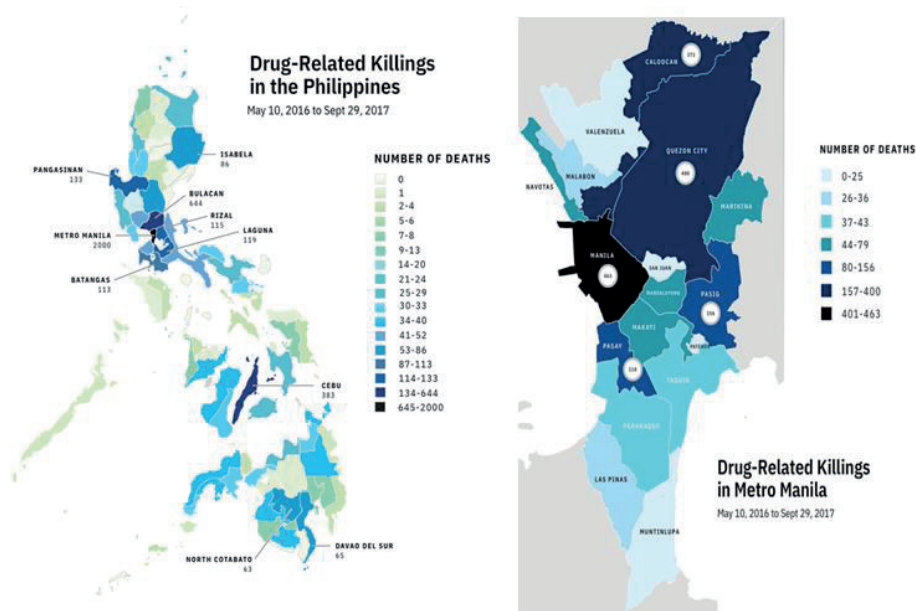 Drug-Related Killings
in the Philippines
May 10, 2016 to Sept 29, 2017
ISABELA
86
PANGASINAN
133
BULACAN
644
RIZAL
115
METRO MANILA
2000
LAGUNA
119
BATANGAS
113
CEBU
383
NORTH COTABATO
63
DAVAO DEL SUR
65
NUMBER OF DEATHS
0
1
2-4
5-6
7-8
9-13
14-20
21-24
25-29
30-33
34-40
41-52
53-86
87-113
114-133
134-644
645-2000
CALOOCAN
VALENZUELA
QUEZON CITY
400
NAVOTAS
MALABON
MARIKINA
MANILA
463
SAN JUAN
MANDALUYONG
PASIG
156
MAKATI
PASAY
PATEROS
TAGUIG
PARANAQUE
LAS PINAS
MUNTINLUPA
NUMBER OF DEATHS
0-25
26-36
37-43
44-79
80-156
157-400
401-463
Drug-Related Killings
in Metro Manila
May 10, 2016 to Sept 29, 2017